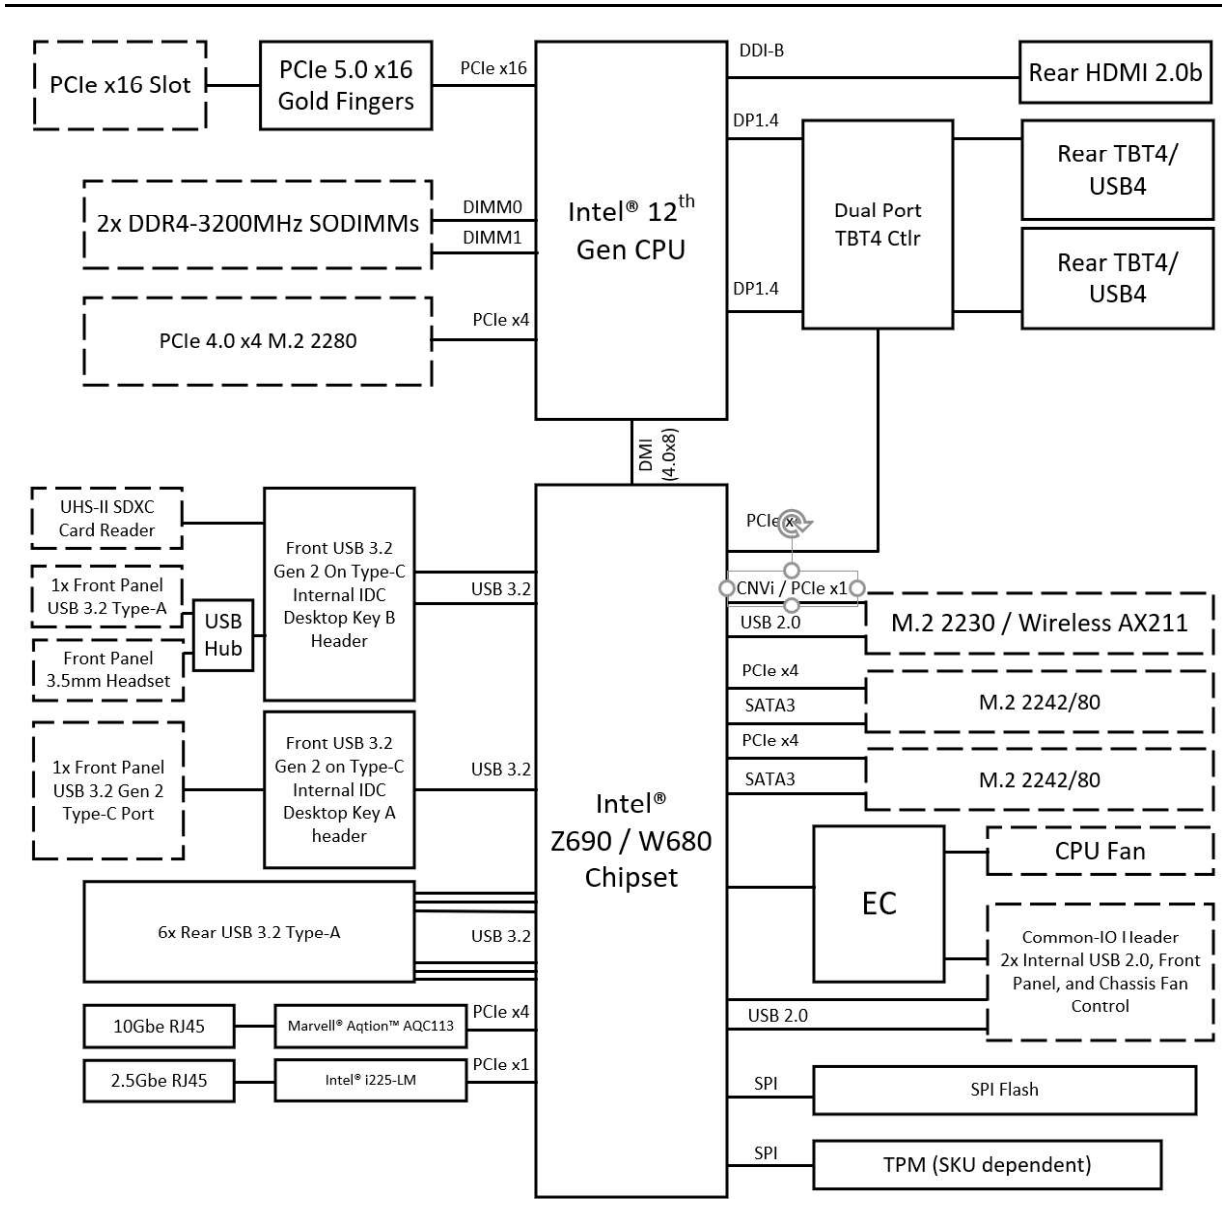 PCIe x16 Slot
PCIe 5.0 x16
Gold Fingers
PCIe x16
2x DDR4-3200MHz SODIMMs
DIMM0
DIMM1
PCIe 4.0 x4 M.2 2280
PCIe x4
Intel® 12th
Gen CPU
DDI-B
Rear HDMI 2.0b
DP1.4
DP1.4
Dual Port
TBT4 Ctlr
Rear TBT4/
USB4
Rear TBT4/
USB4
DMI
(4.0x8)
UHS-II SDXC
Card Reader
1x Front Panel
USB 3.2 Type-A
Front Panel
3.5mm Headset
USB
Hub
Front USB 3.2
Gen 2 On Type-C
Internal IDC
Desktop Key B
Header
USB 3.2
1x Front Panel
USB 3.2 Gen 2
Type-C Port
Front USB 3.2
Gen 2 on Type-C
Internal IDC
Desktop Key A
header
USB 3.2
6x Rear USB 3.2 Type-A
USB 3.2
10Gbe RJ45
Marvell® Aqtion™ AQC113
PCIe x4
2.5Gbe RJ45
Intel® i225-LM
PCIe x1
Intel®
Z690 / W680
Chipset
PCIe
CNVi / PCIe x1
USB 2.0
M.2 2230 / Wireless AX211
PCIe x4
SATA3
M.2 2242/80
PCIe x4
SATA3
M.2 2242/80
EC
CPU Fan
Common-IO Header
2x Internal USB 2.0, Front
Panel, and Chassis Fan
Control
USB 2.0
SPI
SPI Flash
SPI
TPM (SKU dependent)